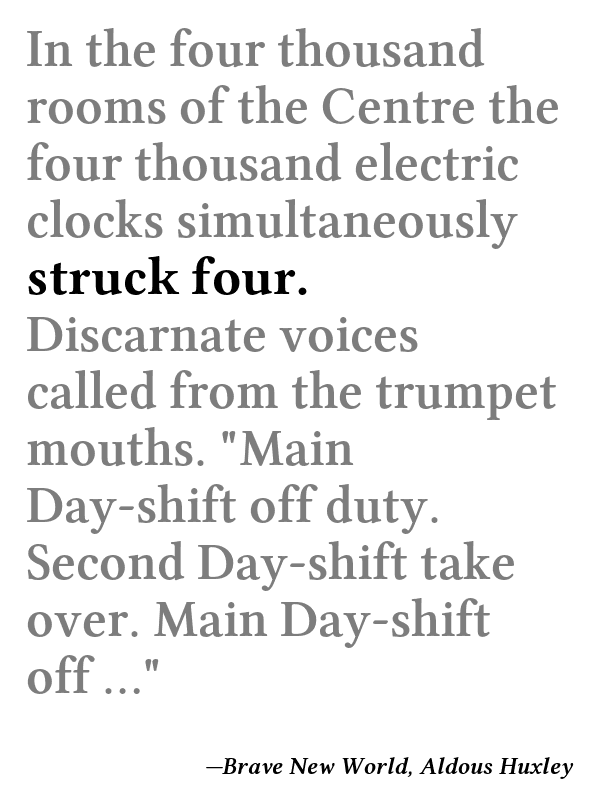 In the four thousand
rooms of the Centre the
four thousand electric
clocks simultaneously
struck four.
Discarnate voices
called from the trumpet
mouths. "Main
Day-shift off duty.
Second Day-shift take
over. Main Day-shift
off ..."
—Brave New World, Aldous Huxley